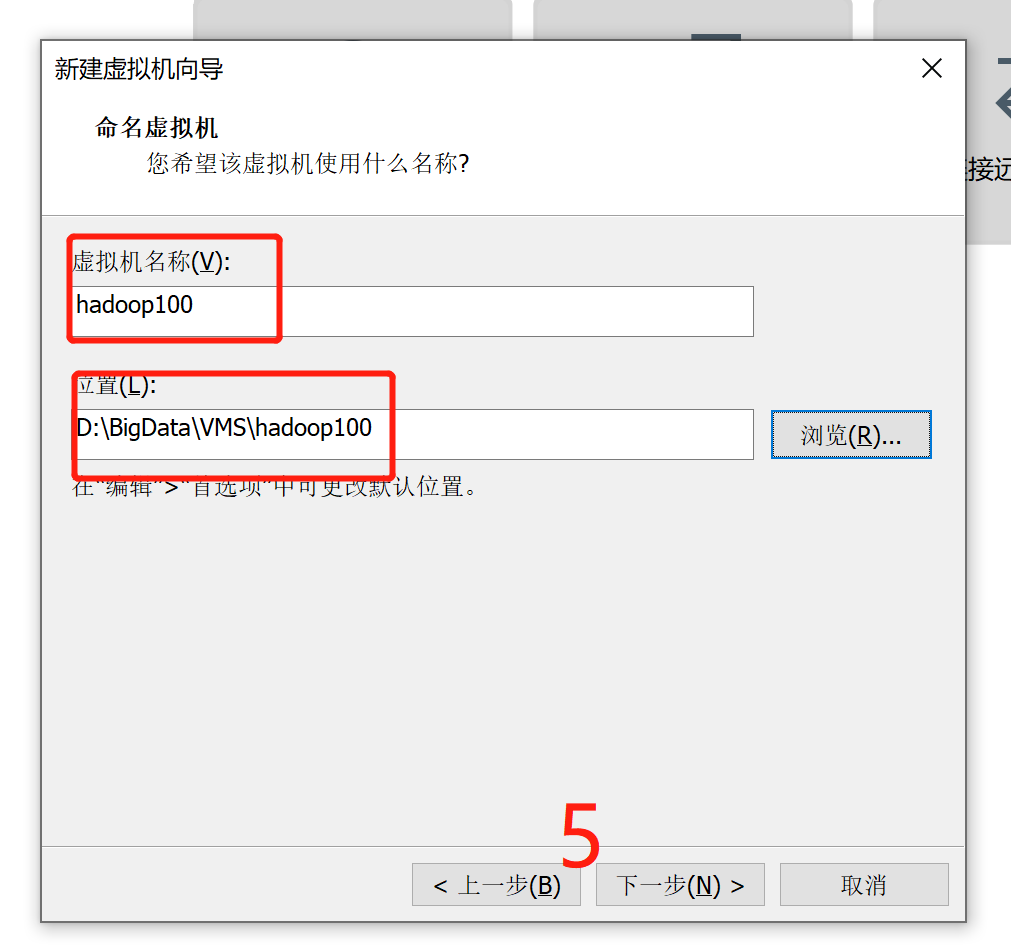 新建虚拟机向导
命名虚拟机
您希望该虚拟机使用什么名称?
接远
虚拟机名称(V):
hadoop100
位置(L):
D:\BigData\VMS\hadoop100
浏览(R)...
在"编辑">"首选项"中可更改默认位置。
5
< 上一步(B)
下一步(N) >
取消